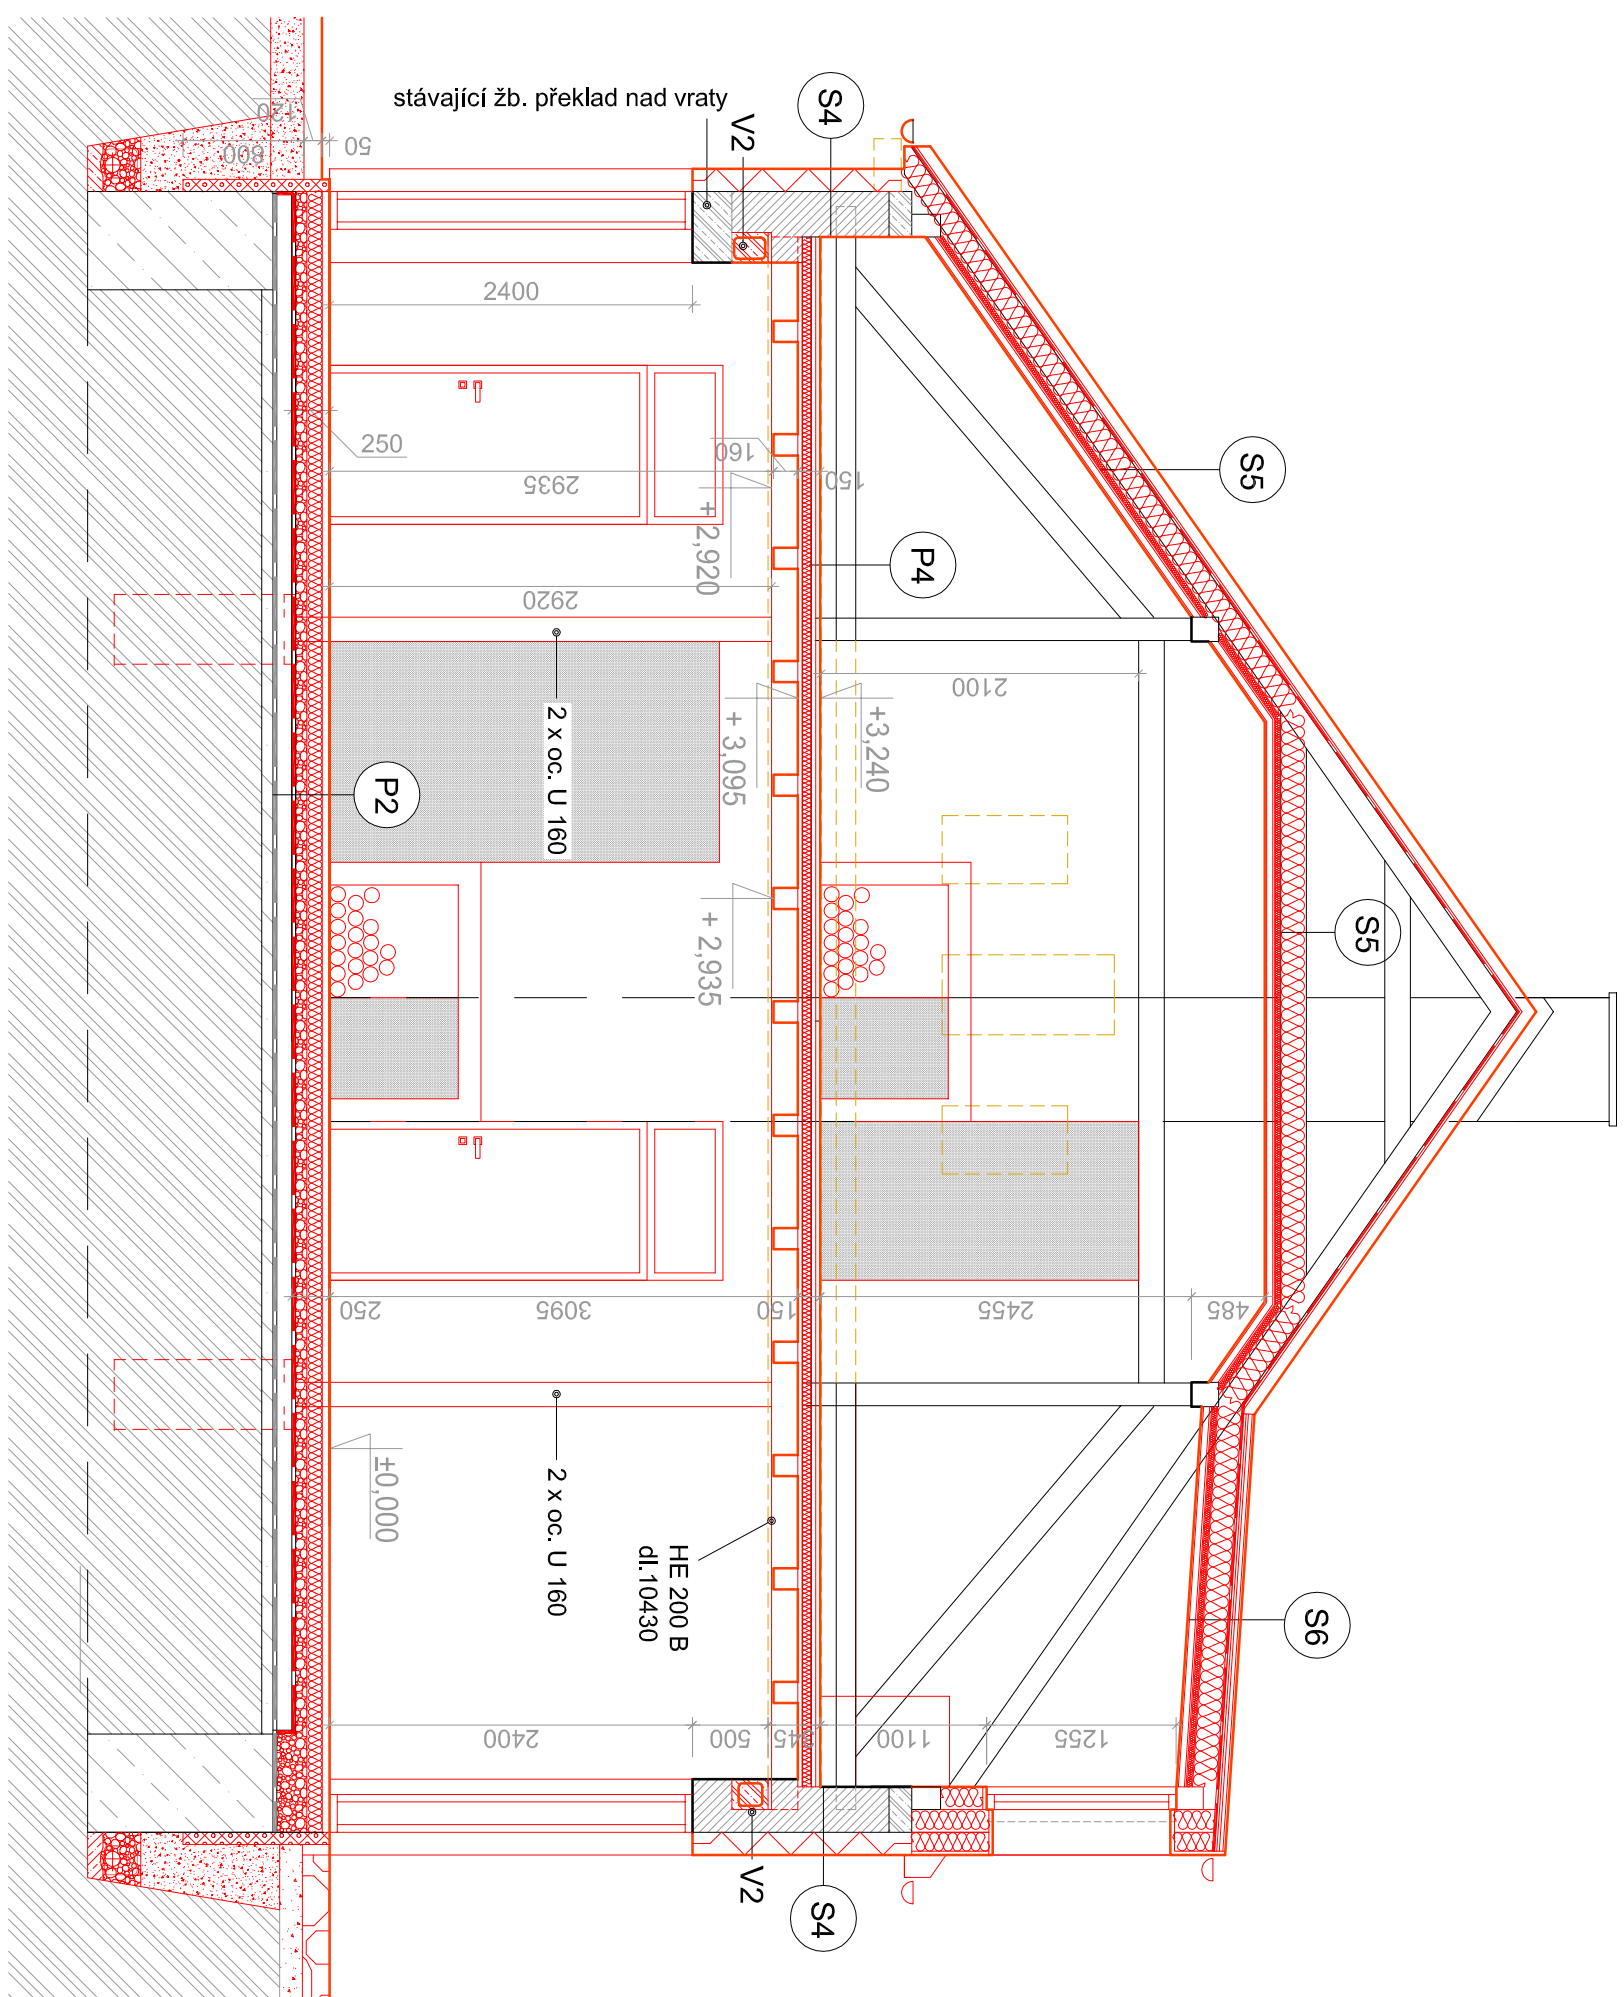 stávající žb. překlad nad vraty
V2
S4
120
800
50
2400
250
2935
160
150
+ 2,920
2920
P4
S5
2 x oc. U 160
+ 3,095
+3,240
2100
P2
+ 2,935
S5
250
3095
150
2455
485
±0,000
2 x oc. U 160
HE 200 B
dl.10430
S6
2400
500
345
1100
1255
V2
S4